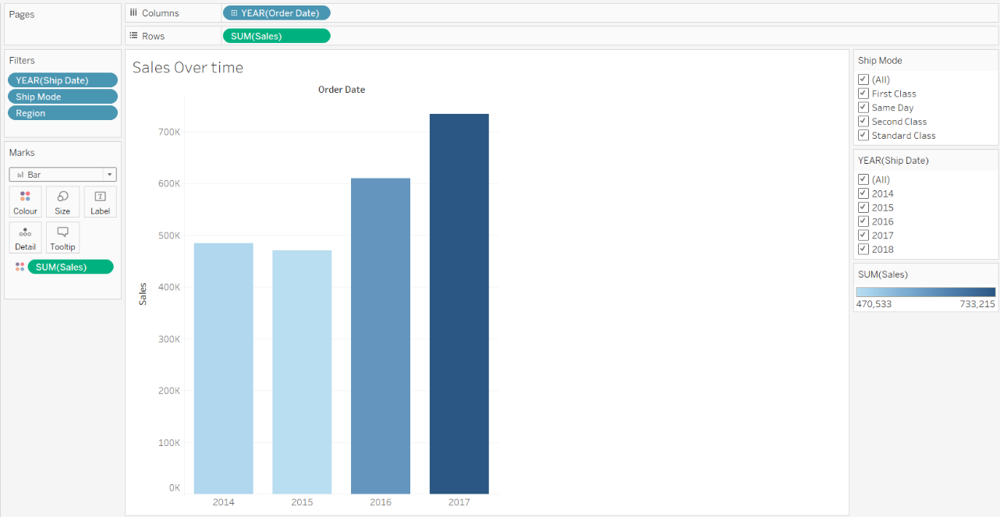 Pages
Columns
YEAR(Order Date)
Rows
SUM(Sales)
Filters
YEAR(Ship Date)
Ship Mode
Region
Marks
Bar
Colour
Size
Label
Detail
Tooltip
SUM(Sales)
Sales Over time
Order Date
Sales
700K
600K
500K
400K
300K
200K
100K
0K
2014
2015
2016
2017
Ship Mode
(All)
First Class
Same Day
Second Class
Standard Class
YEAR(Ship Date)
(All)
2014
2015
2016
2017
2018
SUM(Sales)
470,533
733,215